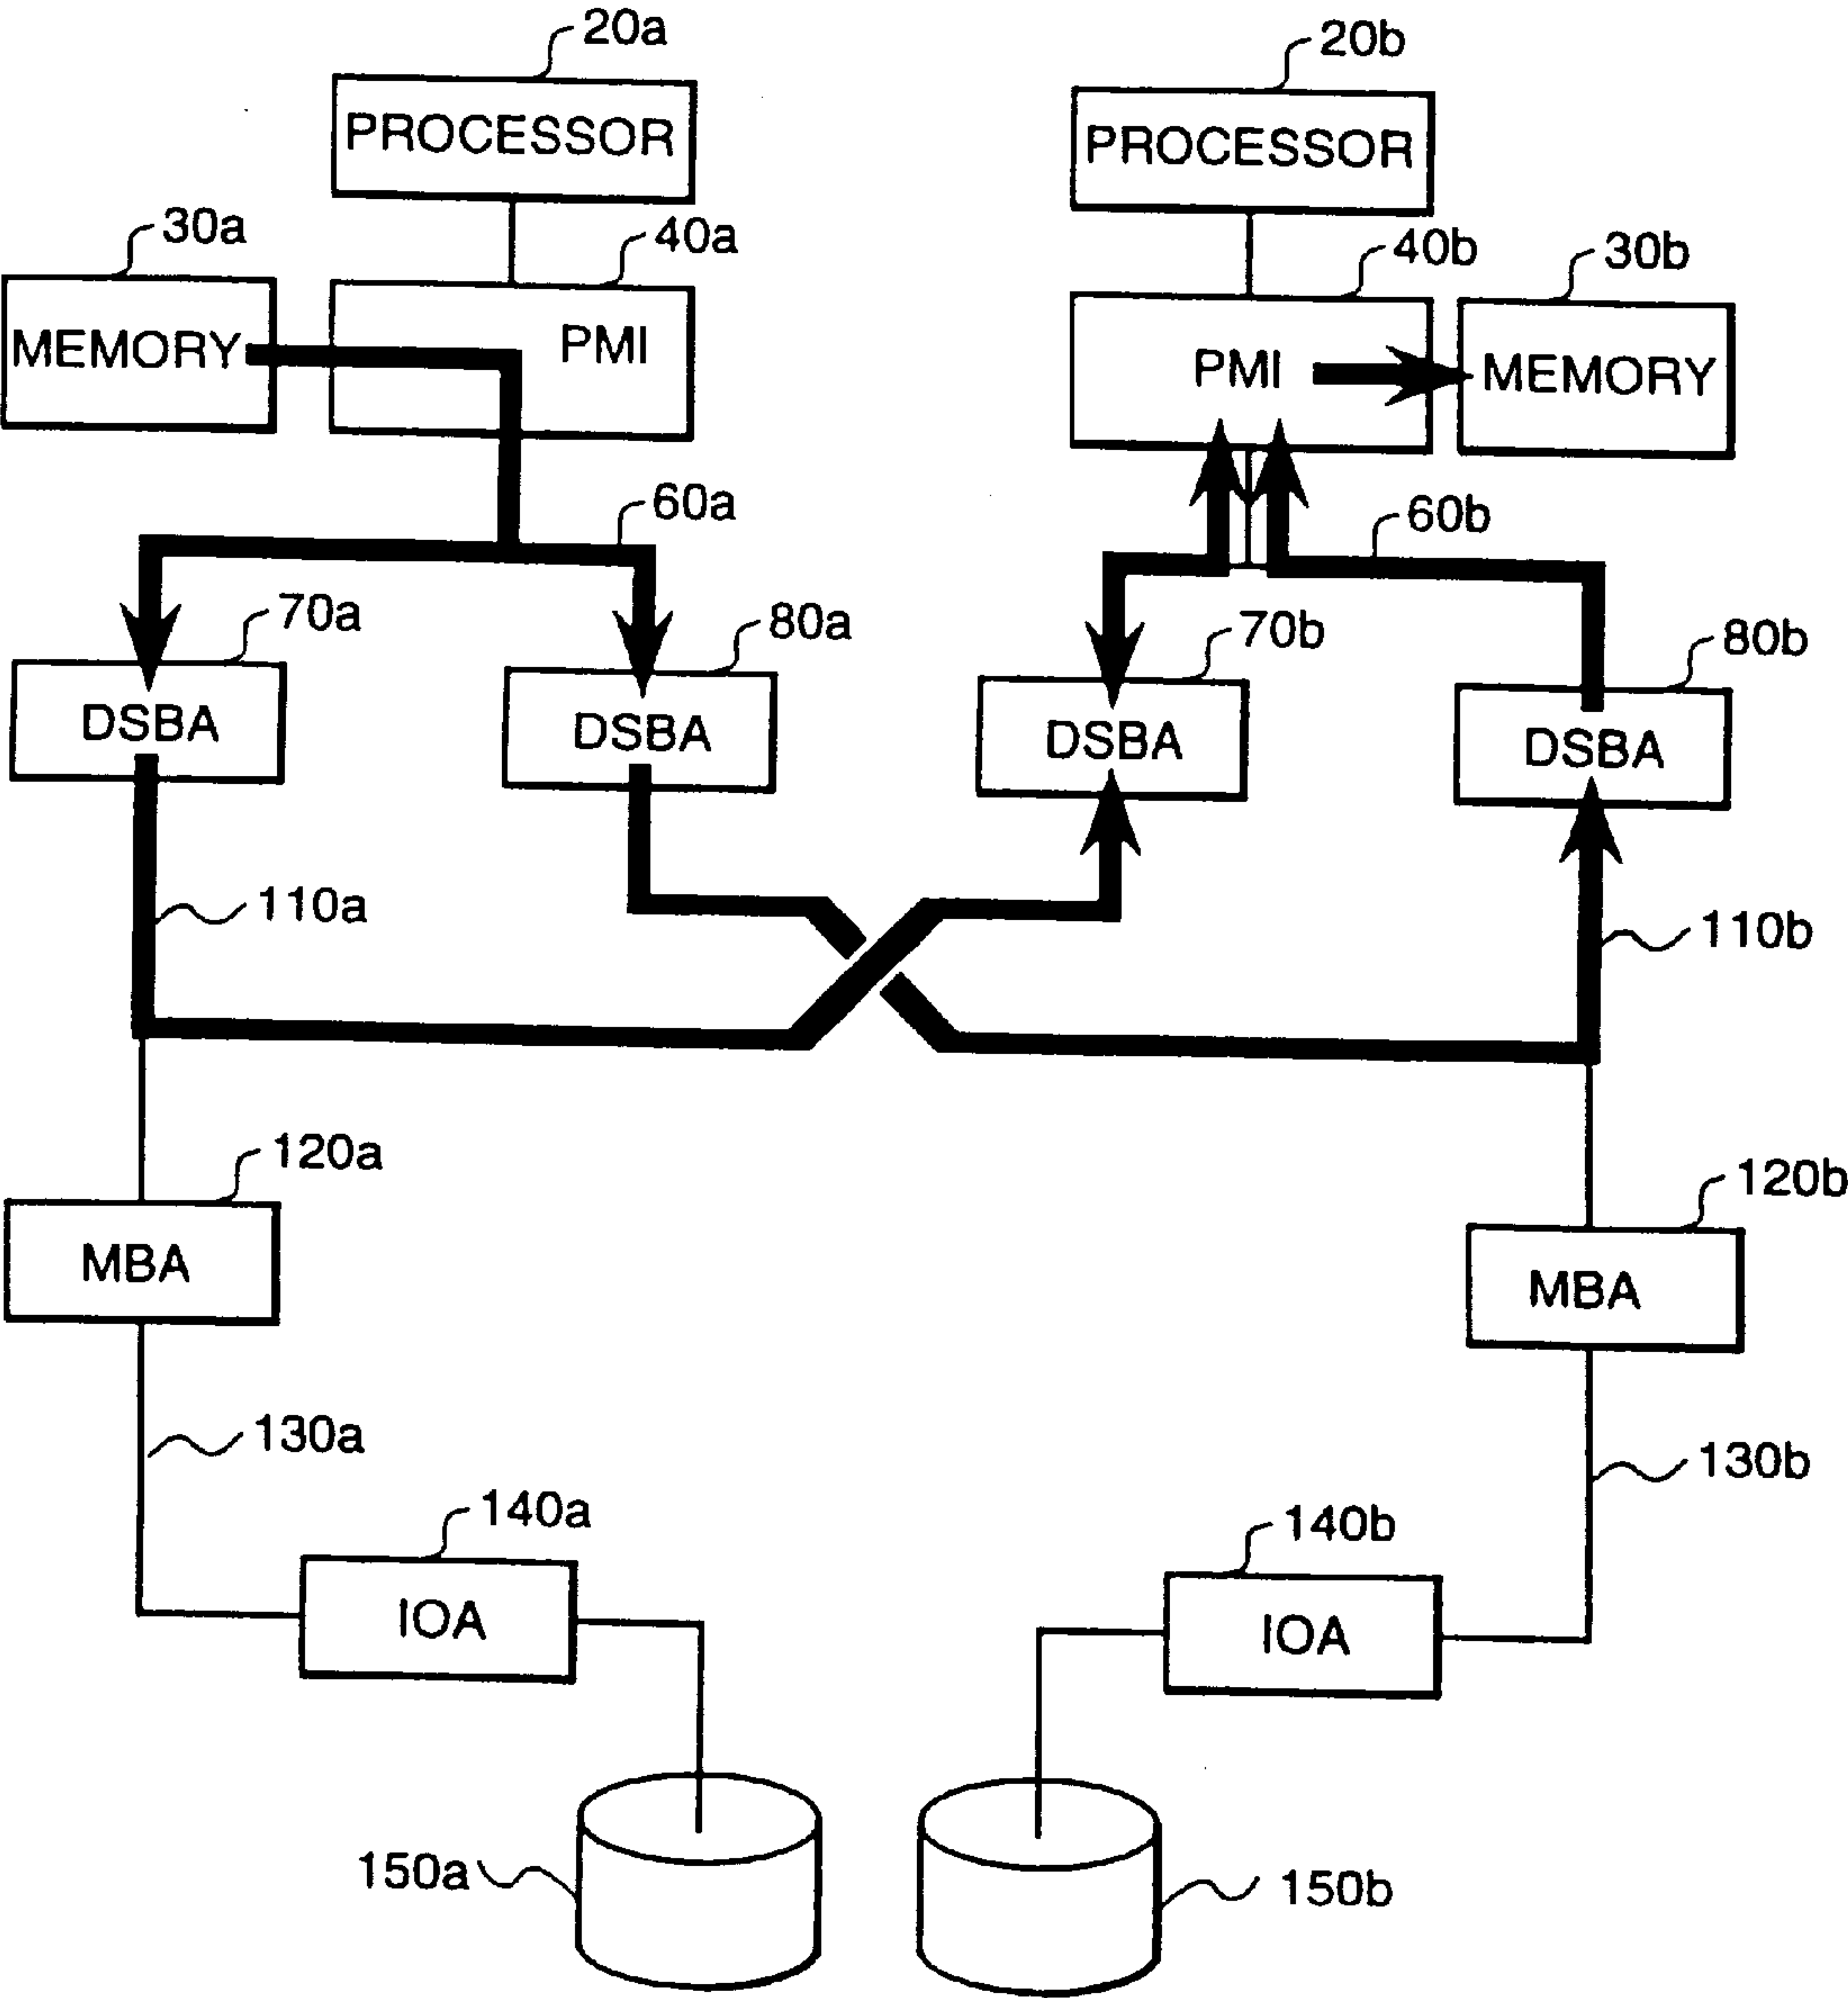 20a
20b
PROCESSOR
PROCESSOR
30a
40a
40b
30b
MEMORY
PMI
PMI
MEMORY
60a
60b
70a
80a
70b
80b
DSBA
DSBA
DSBA
DSBA
110a
110b
120a
120b
MBA
MBA
130a
130b
140a
140b
IOA
IOA
150a
150b